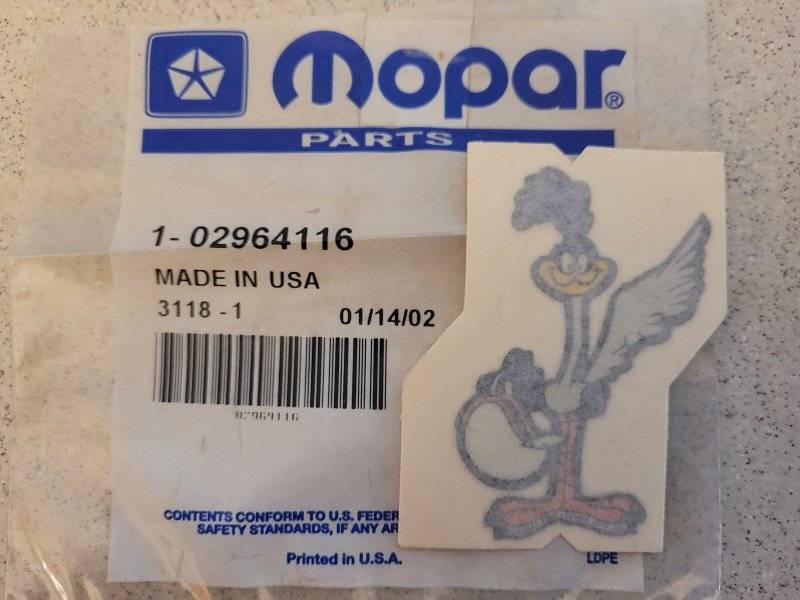 Mopar®
PARTS
1- 02964116
MADE IN USA
3118 - 1
01/14/02
02969116
CONTENTS CONFORM TO U.S. FEDER
SAFETY STANDARDS, IF ANY AR
Printed in U.S.A.
LDPE